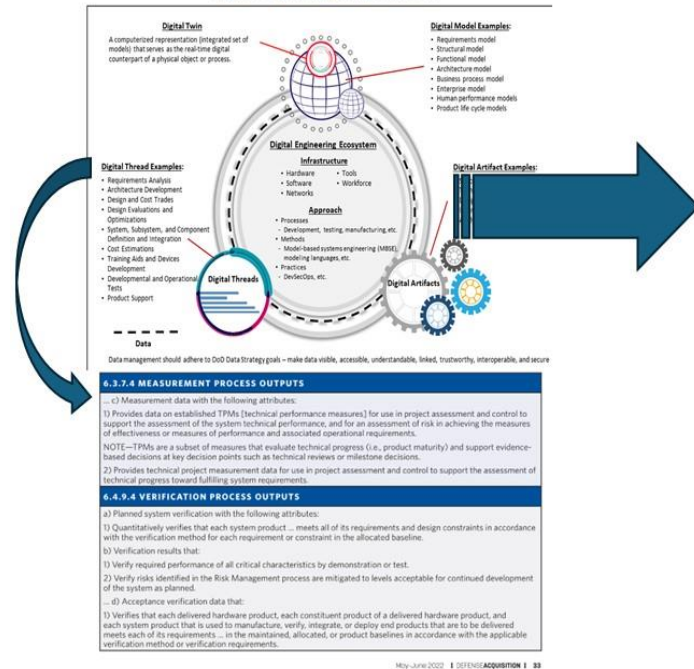 Digital Twin
A computerized representation (integrated set of
models) that serves as the real-time digital
counterpart of a physical object or process.
Digital Model Examples:
• Requirements model
• Structural model
• Functional model
• Architecture model
• Business process model
• Enterprise model
• Human performance models
• Product life cycle models
Digital Engineering Ecosystem
Infrastructure
• Hardware
• Software
• Networks
• Tools
• Workforce
Approach
• Processes
- Development, testing, manufacturing, etc.
• Methods
- Model-based systems engineering (MBSE),
modeling languages, etc.
• Practices
- DevSecOps, etc.
Digital Thread Examples:
• Requirements Analysis
• Architecture Development
• Design and Cost Trades
• Design Evaluations and
Optimizations
• System, Subsystem, and Component
Definition and Integration
• Cost Estimations
• Training Aids and Devices
Development
• Developmental and Operational
Tests
• Product Support
Digital Artifact Examples:
Digital Threads
Digital Artifacts
Data
Data management should adhere to DoD Data Strategy goals – make data visible, accessible, understandable, linked, trustworthy, interoperable, and secure
6.3.7.4 MEASUREMENT PROCESS OUTPUTS
... c) Measurement data with the following attributes:
1) Provides data on established TPMs [technical performance measures] for use in project assessment and control to
support the assessment of the system technical performance, and for an assessment of risk in achieving the measures
of effectiveness or measures of performance and associated operational requirements.
NOTE—TPMs are a subset of measures that evaluate technical progress (i.e., product maturity) and support evidence-
based decisions at key decision points such as technical reviews or milestone decisions.
2) Provides technical project measurement data for use in project assessment and control to support the assessment of
technical progress toward fulfilling system requirements.
6.4.9.4 VERIFICATION PROCESS OUTPUTS
a) Planned system verification with the following attributes:
1) Quantitatively verifies that each system product ... meets all of its requirements and design constraints in accordance
with the verification method for each requirement or constraint in the allocated baseline.
b) Verification results that:
1) Verify required performance of all critical characteristics by demonstration or test.
2) Verify risks identified in the Risk Management process are mitigated to levels acceptable for continued development
of the system as planned.
... d) Acceptance verification data that:
1) Verifies that each delivered hardware product, each constituent product of a delivered hardware product, and
each system product that is used to manufacture, verify, integrate, or deploy end products that are to be delivered
meets each of its requirements ... in the maintained, allocated, or product baselines in accordance with the applicable
verification method or verification requirements.
May-June 2022 | DEFENSEACQUISITION | 33